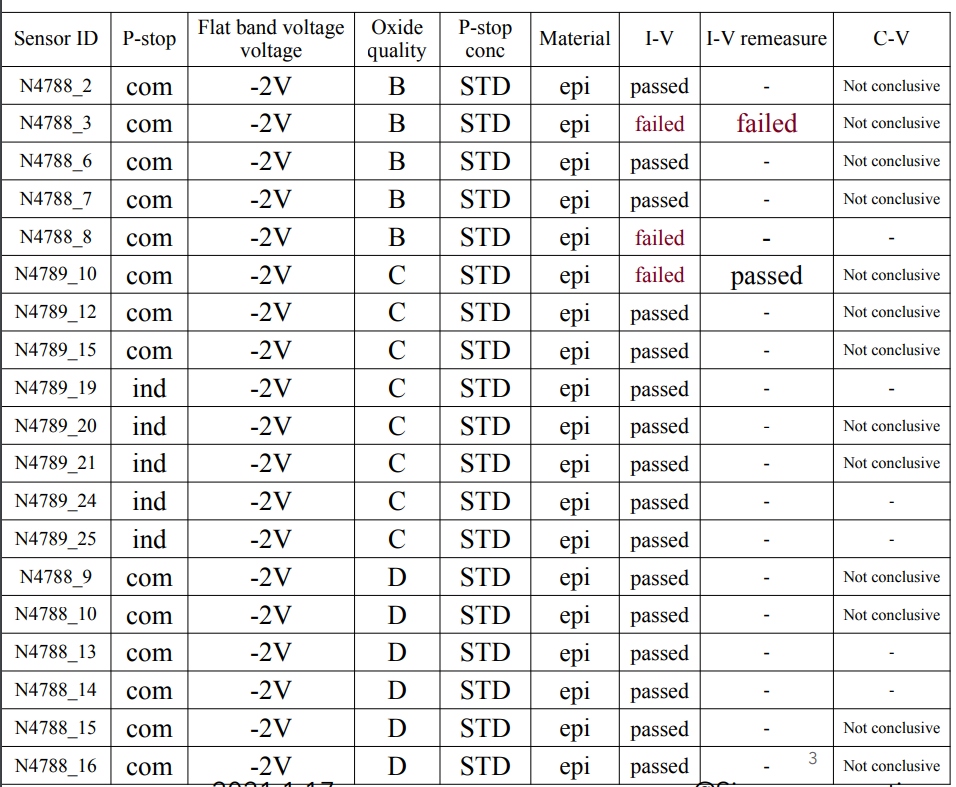 Sensor ID P-stop Flat band voltage voltage Oxide quality P-stop conc Material I-V I-V remeasure C-V
N4788_2 com -2V B STD epi passed - Not conclusive
N4788_3 com -2V B STD epi failed failed Not conclusive
N4788_6 com -2V B STD epi passed - Not conclusive
N4788_7 com -2V B STD epi passed - Not conclusive
N4788_8 com -2V B STD epi failed - -
N4789_10 com -2V C STD epi failed passed Not conclusive
N4789_12 com -2V C STD epi passed - Not conclusive
N4789_15 com -2V C STD epi passed - Not conclusive
N4789_19 ind -2V C STD epi passed - -
N4789_20 ind -2V C STD epi passed - Not conclusive
N4789_21 ind -2V C STD epi passed - Not conclusive
N4789_24 ind -2V C STD epi passed - -
N4789_25 ind -2V C STD epi passed - -
N4788_9 com -2V D STD epi passed - Not conclusive
N4788_10 com -2V D STD epi passed - Not conclusive
N4788_13 com -2V D STD epi passed - -
N4788_14 com -2V D STD epi passed - -
N4788_15 com -2V D STD epi passed - Not conclusive
N4788_16 com -2V D STD epi passed - 3 Not conclusive